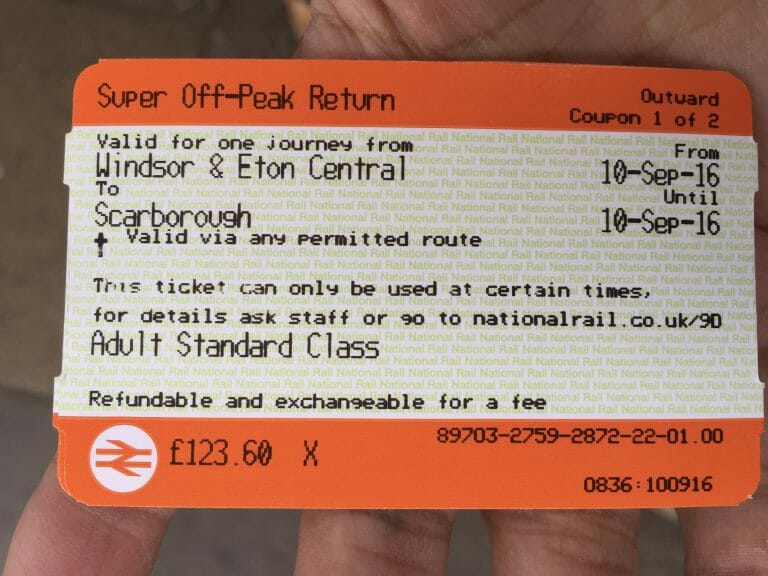 Super Off-Peak Return
Outward
Coupon 1 of 2
Valid for one journey from
From
Windsor & Eton Central
10-Sep-16
To
Until
Scarborough
10-Sep-16
† Valid via any permitted route
This ticket can only be used at certain times,
for details ask staff or go to nationalrail.co.uk/9D
Adult Standard Class
Refundable and exchangeable for a fee
89703-2759-2872-22-01.00
£123.60 X
0836:100916